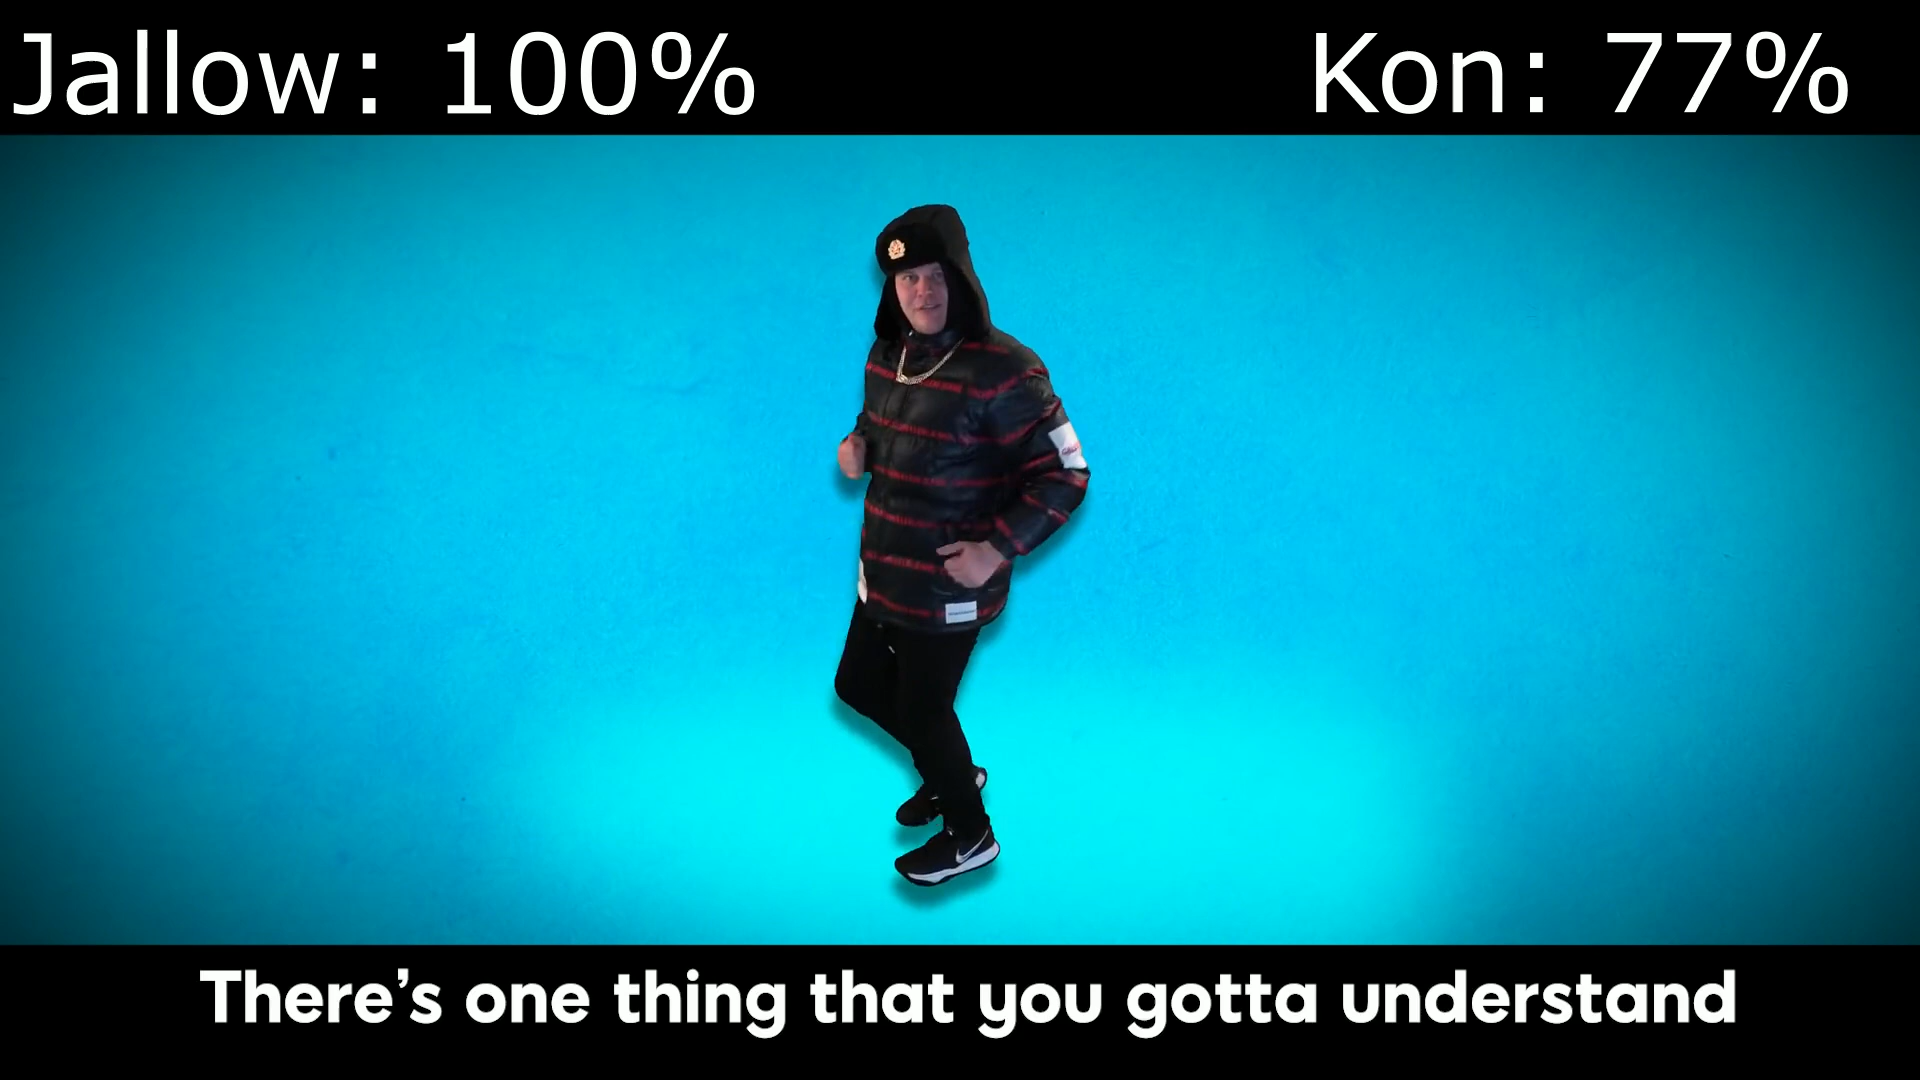 Jallow: 100%
Kon: 77%
There's one thing that you gotta understand